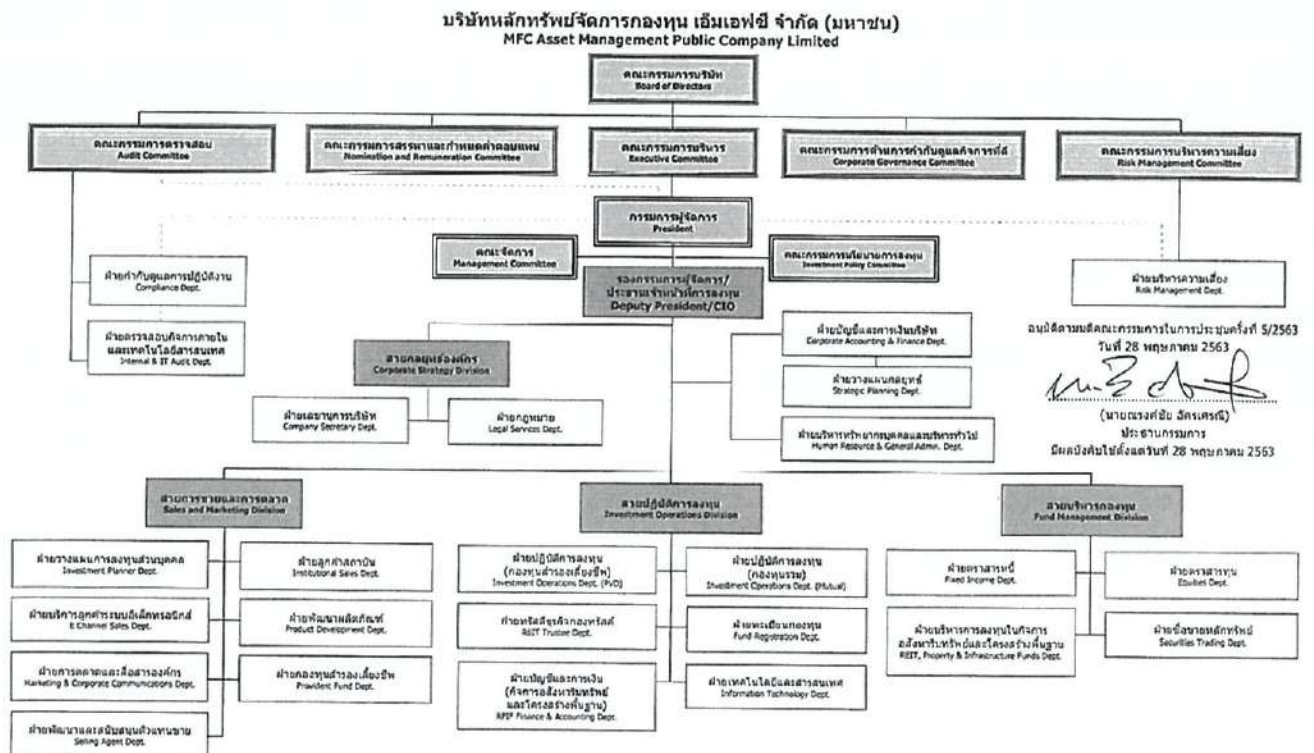 บริษัทหลักทรัพย์จัดการกองทุน เอ็มเอฟซี จำกัด (มหาชน)
MFC Asset Management Public Company Limited
คณะกรรมการบริษัท
Board of Directors
คณะกรรมการตรวจสอบ
Audit Committee
คณะกรรมการสรรหาและกำหนดค่าตอบแทน
Nomination and Remuneration Committee
คณะกรรมการบริหาร
Executive Committee
คณะกรรมการด้านการกำกับดูแลกิจการที่ดี
Corporate Governance Committee
คณะกรรมการบริหารความเสี่ยง
Risk Management Committee
กรรมการผู้จัดการ
President
คณะจัดการ
Management Committee
คณะกรรมการนโยบายการลงทุน
Investment Policy Committee
ฝ่ายกำกับดูแลการปฏิบัติงาน
Compliance Dept.
รองกรรมการผู้จัดการ/
ประธานเจ้าหน้าที่การลงทุน
Deputy President/CIO
ฝ่ายบริหารความเสี่ยง
Risk Management Dept.
ฝ่ายตรวจสอบกิจการภายใน
และเทคโนโลยีสารสนเทศ
Internal & IT Audit Dept.
สายกลยุทธ์องค์กร
Corporate Strategy Division
ฝ่ายบัญชีและการเงินบริษัท
Corporate Accounting & Finance Dept.
ฝ่ายวางแผนกลยุทธ์
Strategic Planning Dept.
ฝ่ายเลขานุการบริษัท
Company Secretary Dept.
ฝ่ายกฎหมาย
Legal Services Dept.
ฝ่ายบริหารทรัพยากรบุคคลและบริหารทั่วไป
Human Resource & General Admin. Dept.
อนุมัติตามมติคณะกรรมการในการประชุมครั้งที่ 5/2563
วันที่ 28 พฤษภาคม 2563
(นายณรงค์ชัย อัครเศรณี)
ประธานกรรมการ
มีผลบังคับใช้ตั้งแต่วันที่ 28 พฤษภาคม 2563
สายการขายและการตลาด
Sales and Marketing Division
สายปฏิบัติการลงทุน
Investment Operations Division
สายบริหารกองทุน
Fund Management Division
ฝ่ายวางแผนการลงทุนส่วนบุคคล
Investment Planner Dept.
ฝ่ายลูกค้าสถาบัน
Institutional Sales Dept.
ฝ่ายปฏิบัติการลงทุน
(กองทุนสำรองเลี้ยงชีพ)
Investment Operations Dept. (PVD)
ฝ่ายปฏิบัติการลงทุน
(กองทุนรวม)
Investment Operations Dept. (Mutual)
ฝ่ายตราสารหนี้
Fixed Income Dept.
ฝ่ายตราสารทุน
Equities Dept.
ฝ่ายบริการลูกค้าระบบอิเล็กทรอนิกส์
E Channel Sales Dept.
ฝ่ายพัฒนาผลิตภัณฑ์
Product Development Dept.
ฝ่ายทรัสตีธุรกิจกองทรัสต์
REIT Trustee Dept.
ฝ่ายทะเบียนกองทุน
Fund Registration Dept.
ฝ่ายบริหารการลงทุนในกิจการ
อสังหาริมทรัพย์และโครงสร้างพื้นฐาน
REIT, Property & Infrastructure Funds Dept.
ฝ่ายซื้อขายหลักทรัพย์
Securities Trading Dept.
ฝ่ายการตลาดและสื่อสารองค์กร
Marketing & Corporate Communications Dept.
ฝ่ายกองทุนสำรองเลี้ยงชีพ
Provident Fund Dept.
ฝ่ายบัญชีและการเงิน
(กิจการอสังหาริมทรัพย์
และโครงสร้างพื้นฐาน)
RPIF Finance & Accounting Dept.
ฝ่ายเทคโนโลยีและสารสนเทศ
Information Technology Dept.
ฝ่ายพัฒนาและสนับสนุนตัวแทนขาย
Selling Agent Dept.